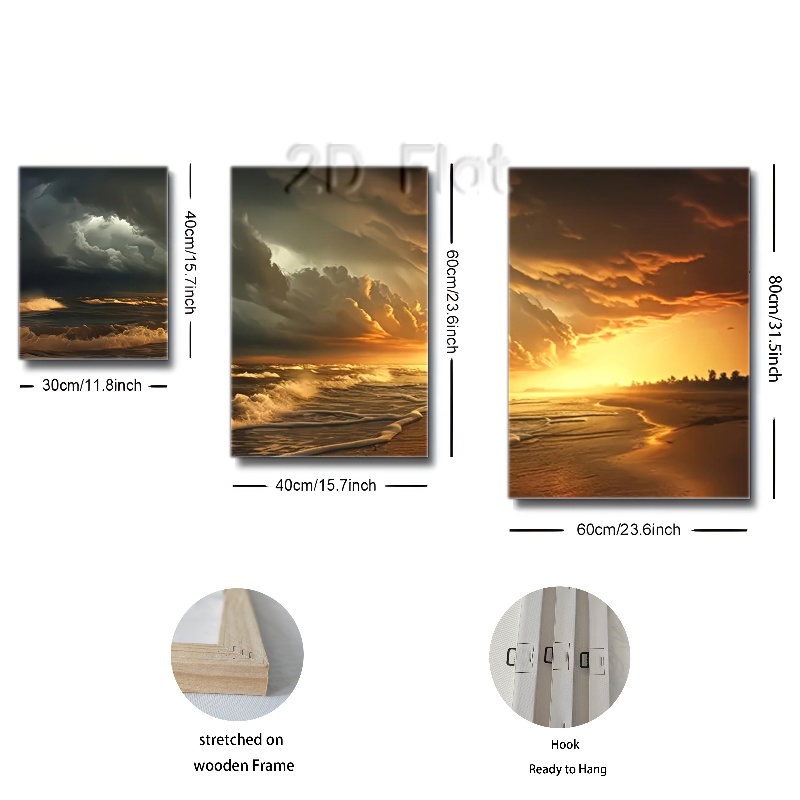 2D Flat
40cm/15.7inch
30cm/11.8inch
60cm/23.6inch
40cm/15.7inch
80cm/31.5inch
60cm/23.6inch
stretched on
wooden Frame
Hook
Ready to Hang